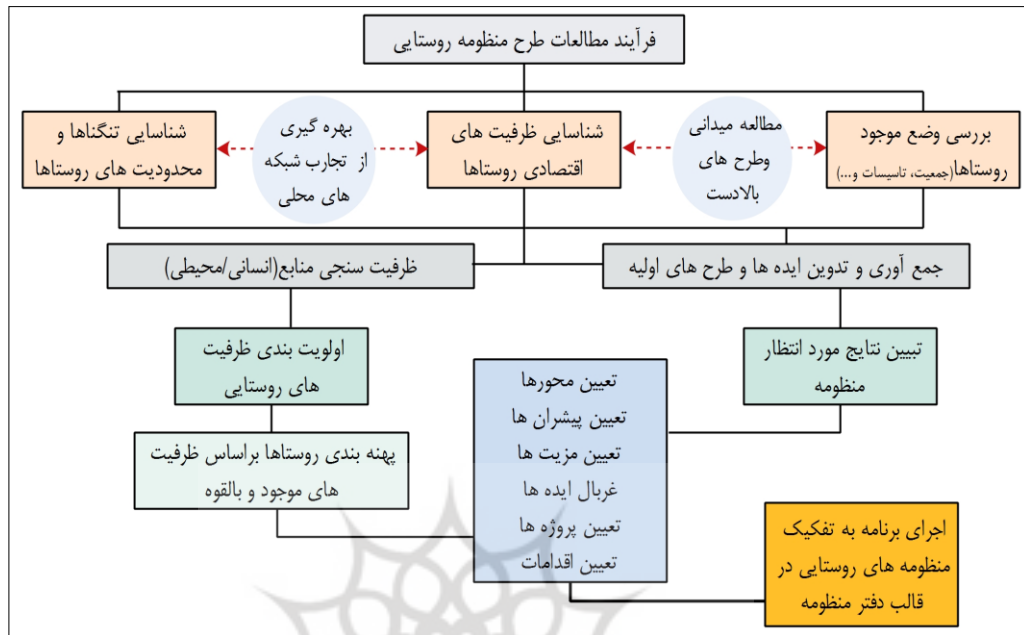 فرآیند مطالعات طرح منظومه روستایی
بررسی وضع موجود
روستاها(جمعیت، تاسیسات و...)
مطالعه میدانی
وطرح های
بالادست
شناسایی ظرفیت های
اقتصادی روستاها
بهره گیری
از تجارب شبکه
های محلی
شناسایی تنگناها و
محدودیت های روستاها
جمع آوری و تدوین ایده ها و طرح های اولیه
ظرفیت سنجی منابع(انسانی/محیطی)
تبیین نتایج مورد انتظار
منظومه
اولویت بندی ظرفیت
های روستایی
پهنه بندی روستاها براساس ظرفیت
های موجود و بالقوه
تعیین محورها
تعیین پیشران ها
تعیین مزیت ها
غربال ایده ها
تعیین پروژه ها
تعیین اقدامات
اجرای برنامه به تفکیک
منظومه های روستایی در
قالب دفتر منظومه